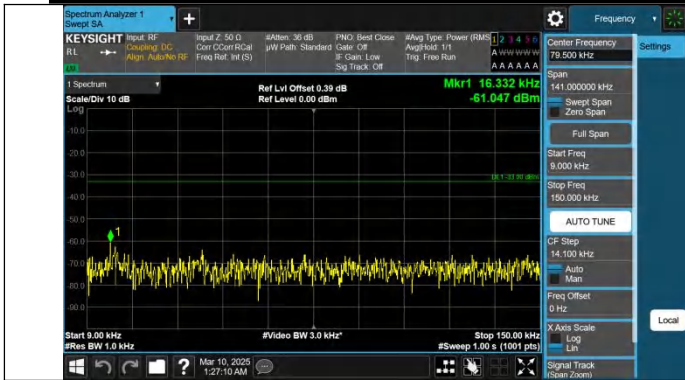 Spectrum Analyzer 1
Swept SA
+
Frequency
KEYSIGHT
RL
Input: RF
Coupling: DC
Align: Auto/No RF
Input Z: 50 Ω
Corr CCorr RCal
Freq Ref: Int (S)
#Atten: 36 dB
µW Path: Standard
PNO: Best Close
Gate: Off
IF Gain: Low
Sig Track: Off
#Avg Type: Power (RMS
Avg|Hold: 1/1
Trig: Free Run
1 2 3 4 5 6
A W W W W W
A A A A A A
1 Spectrum
Scale/Div 10 dB
Ref Lvl Offset 0.39 dB
Ref Level 0.00 dBm
Mkr1 16.332 kHz
-61.047 dBm
Log
-10.0
-20.0
-30.0
-40.0
-50.0
-60.0
-70.0
-80.0
-90.0
1
Start 9.00 kHz
#Res BW 1.0 kHz
#Video BW 3.0 kHz*
Stop 150.00 kHz
#Sweep 1.00 s (1001 pts)
Mar 10, 2025
1:27:10 AM
Center Frequency
79.500 kHz
Settings
Span
141.000000 kHz
Swept Span
Zero Span
Full Span
Start Freq
9.000 kHz
Stop Freq
150.000 kHz
AUTO TUNE
CF Step
14.100 kHz
Auto
Man
Freq Offset
0 Hz
X Axis Scale
Log
Lin
Local
Signal Track
(Span Zoom)